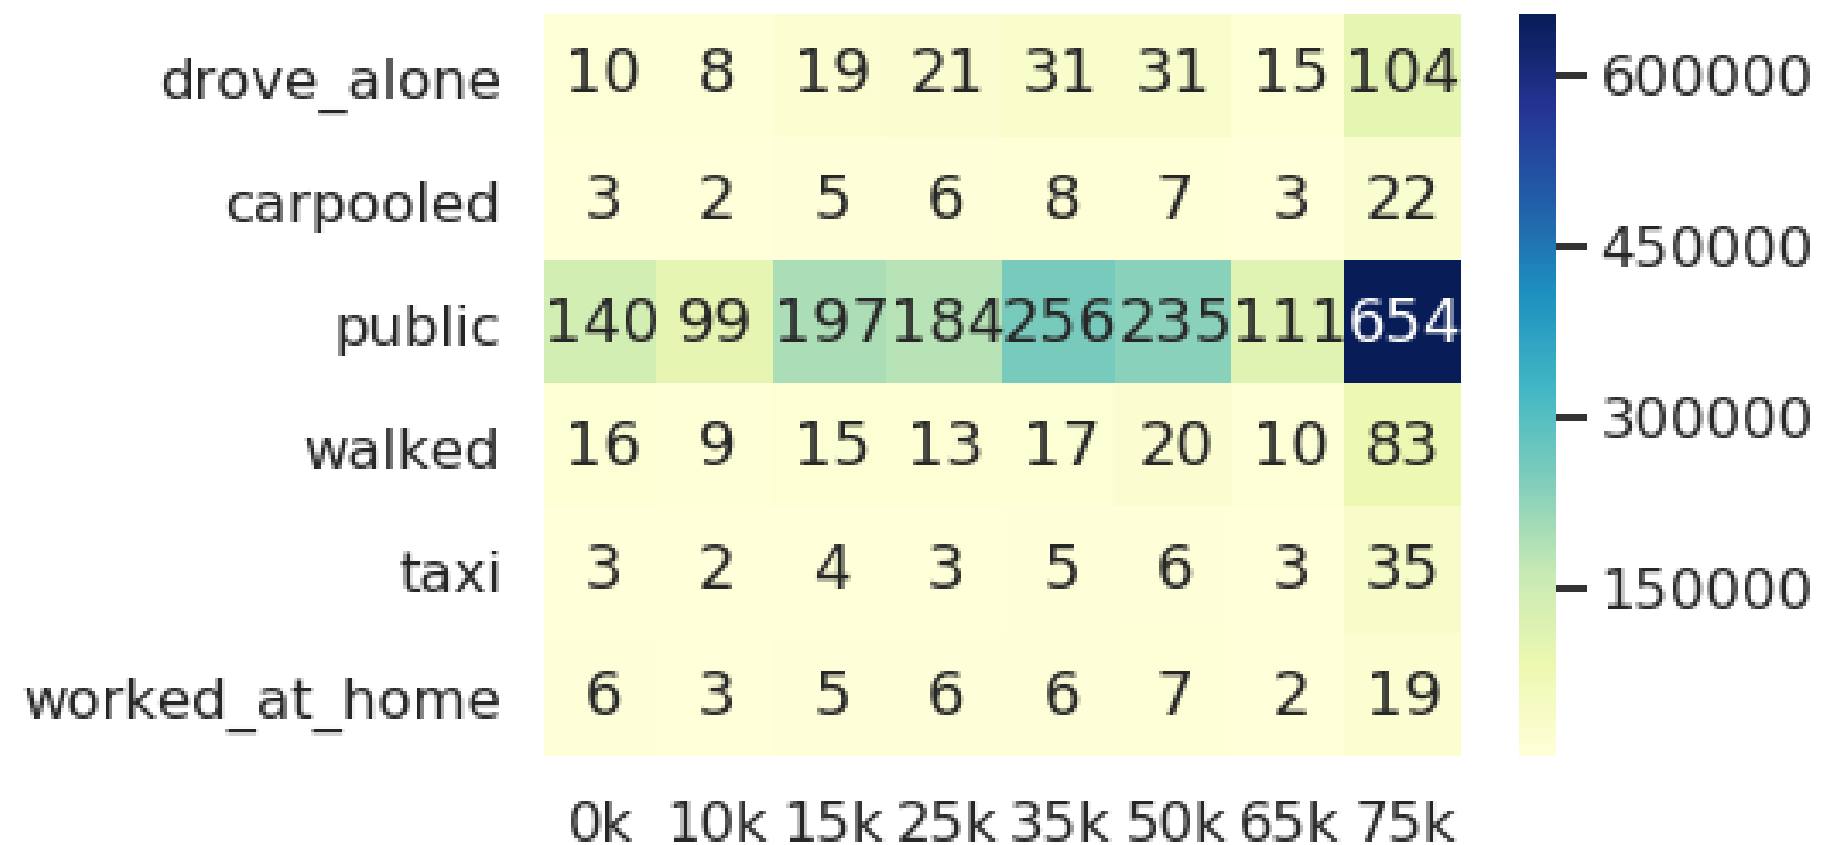 drove_alone 10 8 19 21 31 31 15 104
carpooled 3 2 5 6 8 7 3 22
public 140 99 197 184 256 235 111 654
walked 16 9 15 13 17 20 10 83
taxi 3 2 4 3 5 6 3 35
worked_at_home 6 3 5 6 6 7 2 19
0k 10k 15k 25k 35k 50k 65k 75k
600000
450000
300000
150000